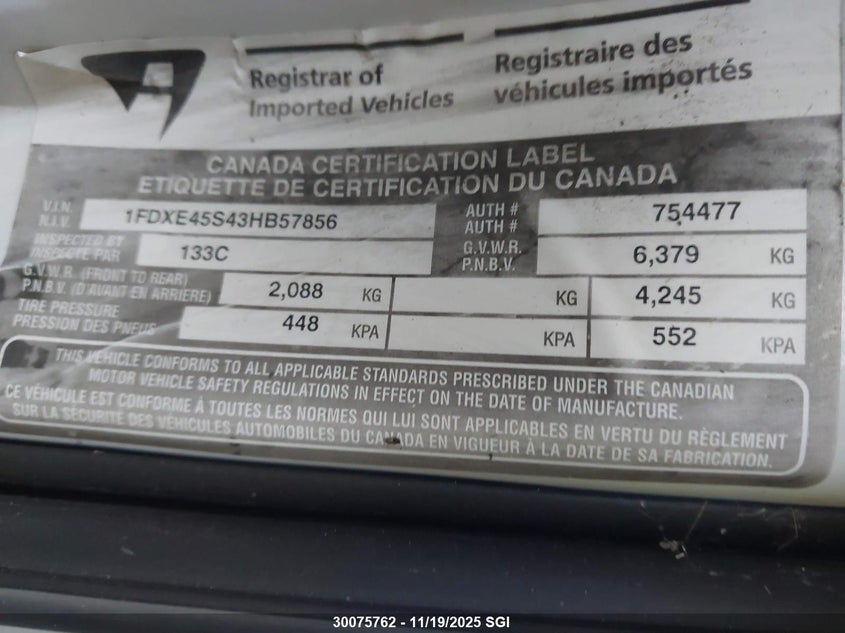 Registrar of
Imported Vehicles
Registraire des
véhicules importés
CANADA CERTIFICATION LABEL
ETIQUETTE DE CERTIFICATION DU CANADA
V.I.N. 1FDXE45S43HB57856 AUTH # 754477
N.I.V. AUTH #
INSPECTED BY 133C G.V.W.R. 6,379 KG
INSPECTÉ PAR P.N.B.V.
G.V.W.R. (FRONT TO REAR) 2,088 KG KG 4,245 KG
P.N.B.V. (D'AVANT EN ARRIÈRE)
TIRE PRESSURE 448 KPA KPA 552 KPA
PRESSION DES PNEUS
THIS VEHICLE CONFORMS TO ALL APPLICABLE STANDARDS PRESCRIBED UNDER THE CANADIAN
MOTOR VEHICLE SAFETY REGULATIONS IN EFFECT ON THE DATE OF MANUFACTURE.
CE VÉHICULE EST CONFORME À TOUTES LES NORMES QUI LUI SONT APPLICABLES EN VERTU DU RÈGLEMENT
SUR LA SÉCURITÉ DES VÉHICULES AUTOMOBILES DU CANADA EN VIGUEUR À LA DATE DE SA FABRICATION.
30075762 - 11/19/2025 SGI